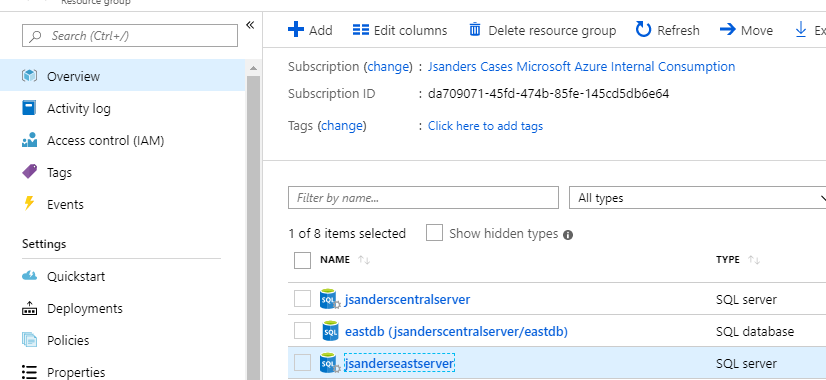 Resource group
«
Search (Ctrl+/)
Overview
Activity log
Access control (IAM)
Tags
Events
Settings
Quickstart
Deployments
Policies
Properties
Add Edit columns Delete resource group Refresh Move Ex
Subscription (change) : Jsanders Cases Microsoft Azure Internal Consumption
Subscription ID : da709071-45fd-474b-85fe-145cd5db6e64
Tags (change) : Click here to add tags
Filter by name... All types
1 of 8 items selected Show hidden types
NAME TYPE
SQL jsanderscentralserver SQL server
SQL eastdb (jsanderscentralserver/eastdb) SQL database
SQL jsanderseastserver SQL server